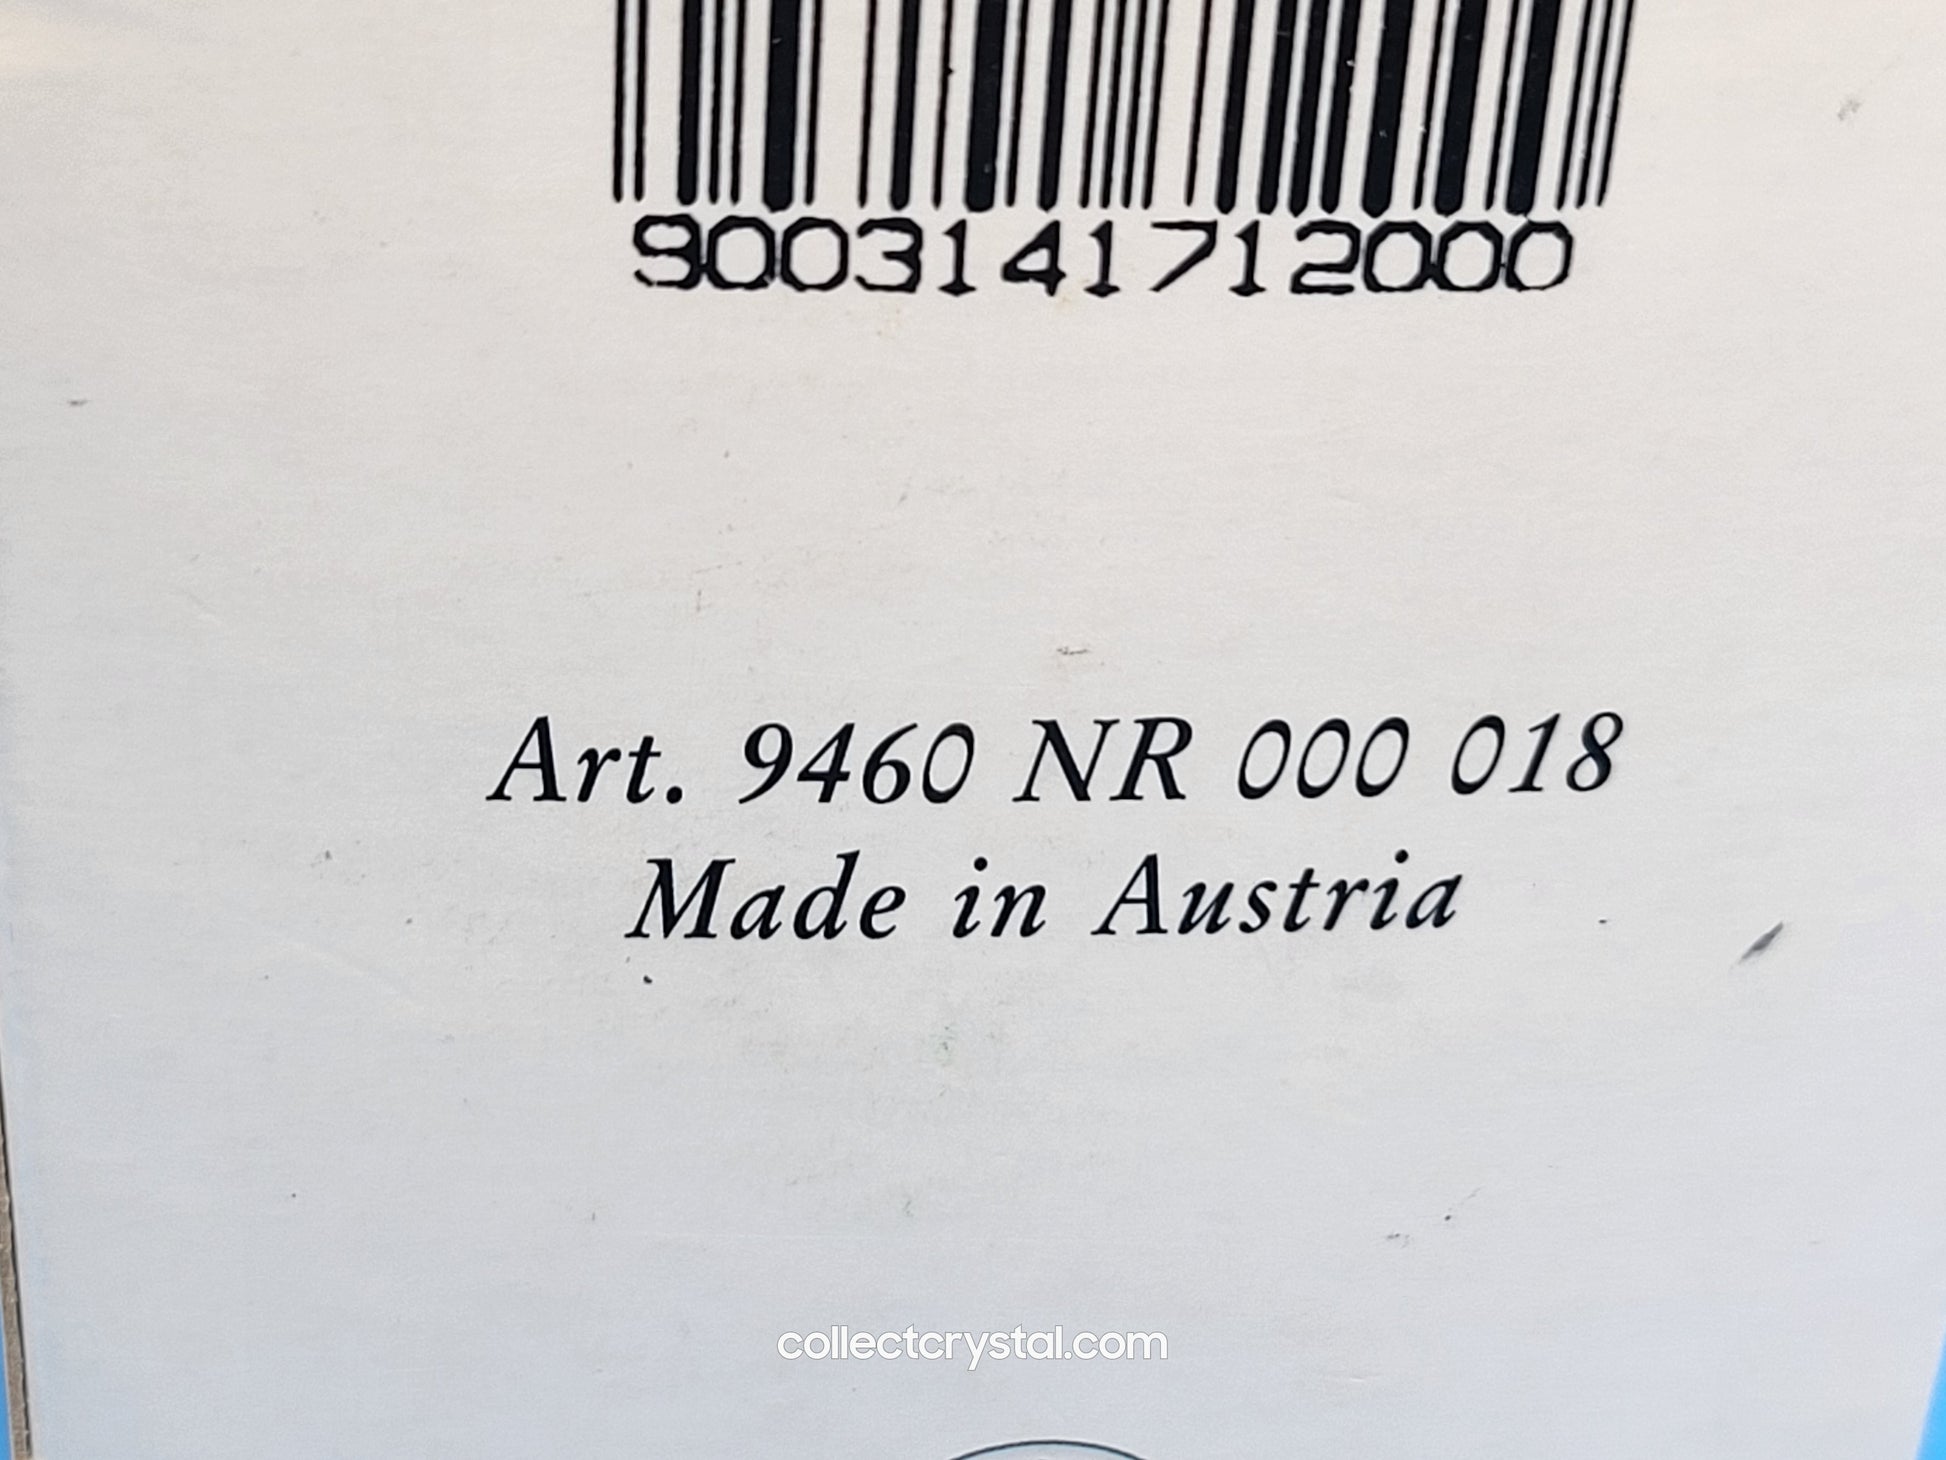 9003141712000
Art. 9460 NR 000 018
Made in Austria
collectcrystal.com